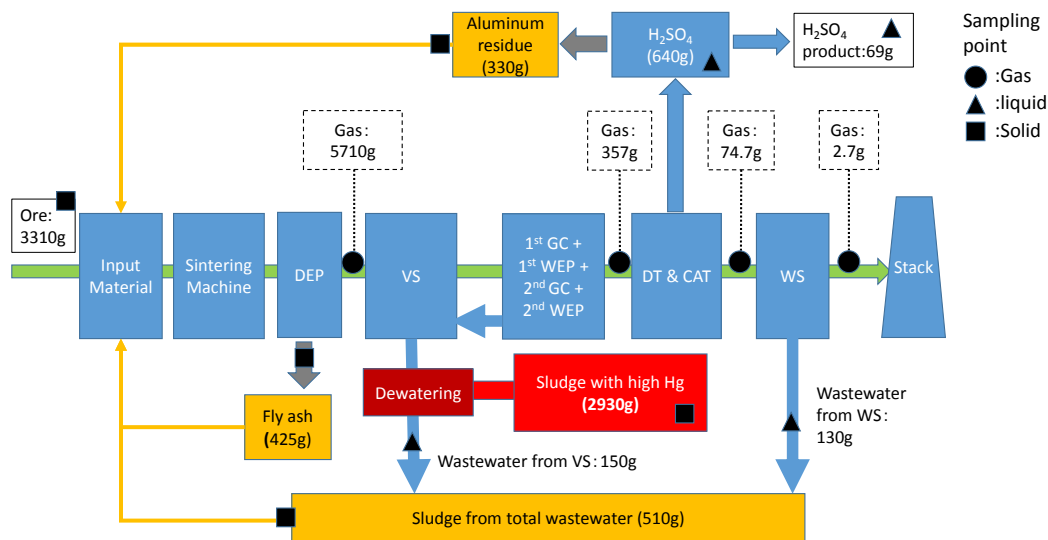 Aluminum
residue
(330g)
H₂SO₄
(640g)
H₂SO₄
product:69g
Sampling
point
:Gas
:liquid
:Solid
Gas:
5710g
Gas:
357g
Gas:
74.7g
Gas:
2.7g
Ore:
3310g
Input
Material
Sintering
Machine
DEP
VS
1st GC +
1st WEP +
2nd GC +
2nd WEP
DT & CAT
WS
Stack
Dewatering
Sludge with high Hg
(2930g)
Fly ash
(425g)
Wastewater
from WS:
130g
Wastewater from VS: 150g
Sludge from total wastewater (510g)